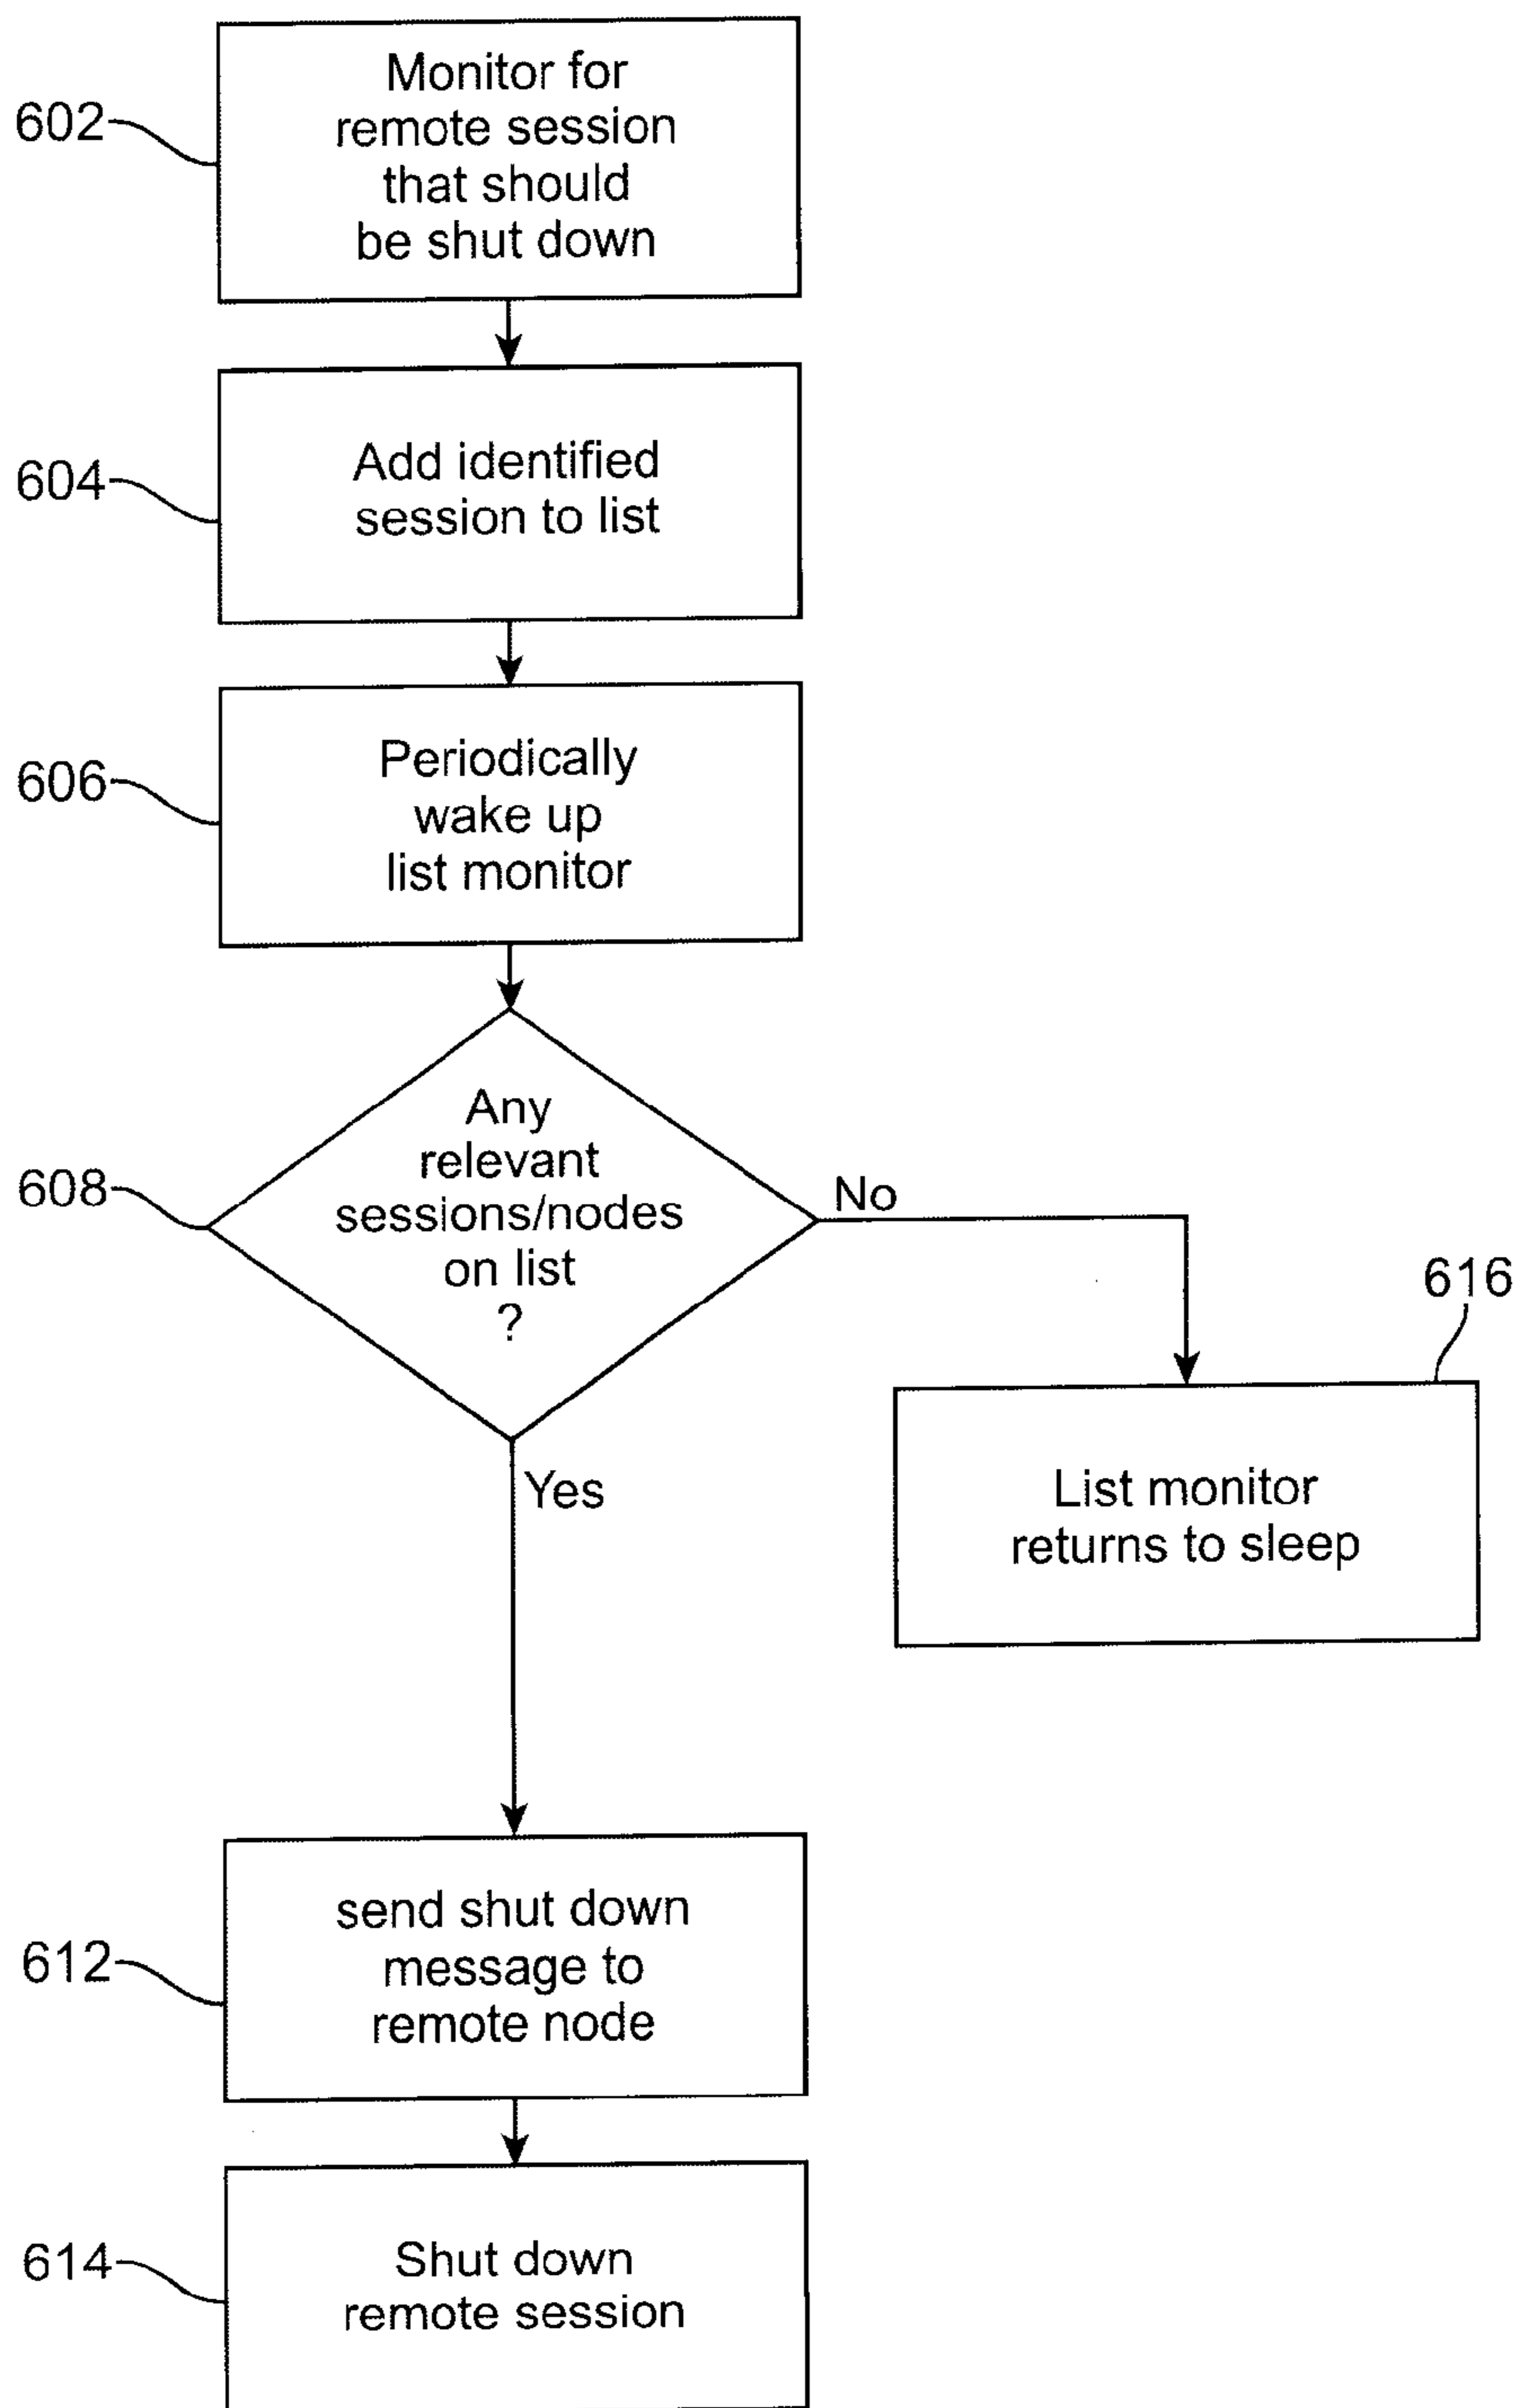 602
Monitor for
remote session
that should
be shut down
604
Add identified
session to list
606
Periodically
wake up
list monitor
608
Any
relevant
sessions/nodes
on list
?
No
616
List monitor
returns to sleep
Yes
612
send shut down
message to
remote node
614
Shut down
remote session